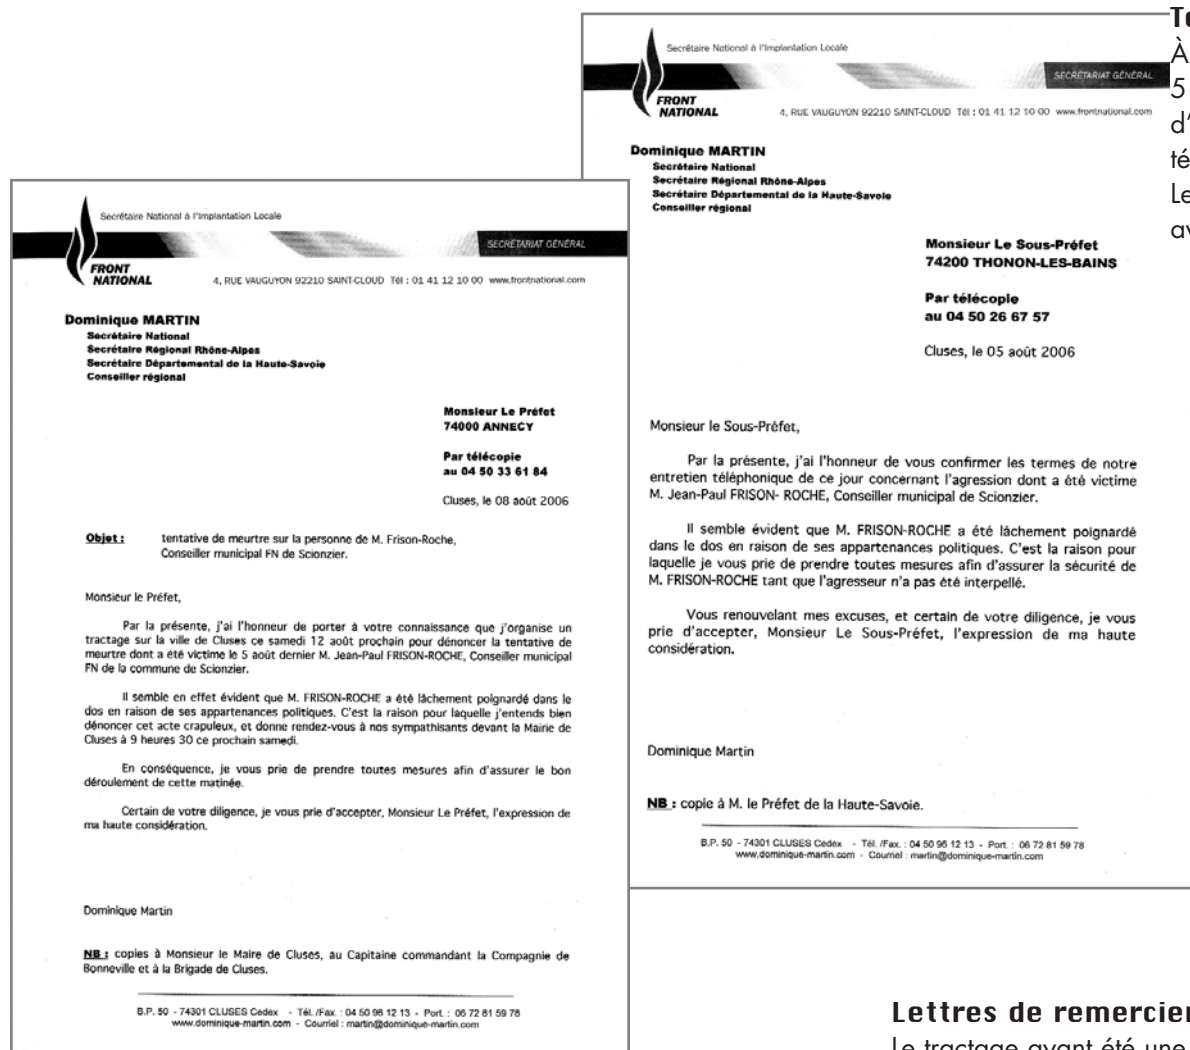 Secrétaire National à l'Implantation Locale
SECRÉTARIAT GÉNÉRAL
FRONT
NATIONAL
4, RUE VAUGUYON 92210 SAINT-CLOUD Tél : 01 41 12 10 00 www.frontnational.com
Dominique MARTIN
Secrétaire National
Secrétaire Régional Rhône-Alpes
Secrétaire Départemental de la Haute-Savoie
Conseiller régional
Monsieur Le Préfet
74000 ANNECY
Par télécopie
au 04 50 33 61 84
Cluses, le 08 août 2006
Objet : tentative de meurtre sur la personne de M. Frison-Roche,
Conseiller municipal FN de Scionzier.
Monsieur le Préfet,
Par la présente, j'ai l'honneur de porter à votre connaissance que j'organise un
tractage sur la ville de Cluses ce samedi 12 août prochain pour dénoncer la tentative de
meurtre dont a été victime le 5 août dernier M. Jean-Paul FRISON-ROCHE, Conseiller municipal
FN de la commune de Scionzier.
Il semble en effet évident que M. FRISON-ROCHE a été lâchement poignardé dans le
dos en raison de ses appartenances politiques. C'est la raison pour laquelle j'entends bien
dénoncer cet acte crapuleux, et donne rendez-vous à nos sympathisants devant la Mairie de
Cluses à 9 heures 30 ce prochain samedi.
En conséquence, je vous prie de prendre toutes mesures afin d'assurer le bon
déroulement de cette matinée.
Certain de votre diligence, je vous prie d'accepter, Monsieur Le Préfet, l'expression de
ma haute considération.
Dominique Martin
NB : copies à Monsieur le Maire de Cluses, au Capitaine commandant la Compagnie de
Bonneville et à la Brigade de Cluses.
B.P. 50 - 74301 CLUSES Cedex - Tél. /Fax. : 04 50 96 12 13 - Port. : 06 72 81 59 78
www.dominique-martin.com - Courriel : martin@dominique-martin.com
Secrétaire National à l'Implantation Locale
SECRÉTARIAT GÉNÉRAL
FRONT
NATIONAL
4, RUE VAUGUYON 92210 SAINT-CLOUD Tél : 01 41 12 10 00 www.frontnational.com
Dominique MARTIN
Secrétaire National
Secrétaire Régional Rhône-Alpes
Secrétaire Départemental de la Haute-Savoie
Conseiller régional
Monsieur Le Sous-Préfet
74200 THONON-LES-BAINS
Par télécopie
au 04 50 26 67 57
Cluses, le 05 août 2006
Monsieur le Sous-Préfet,
Par la présente, j'ai l'honneur de vous confirmer les termes de notre
entretien téléphonique de ce jour concernant l'agression dont a été victime
M. Jean-Paul FRISON- ROCHE, Conseiller municipal de Scionzier.
Il semble évident que M. FRISON-ROCHE a été lâchement poignardé
dans le dos en raison de ses appartenances politiques. C'est la raison pour
laquelle je vous prie de prendre toutes mesures afin d'assurer la sécurité de
M. FRISON-ROCHE tant que l'agresseur n'a pas été interpellé.
Vous renouvelant mes excuses, et certain de votre diligence, je vous
prie d'accepter, Monsieur Le Sous-Préfet, l'expression de ma haute
considération.
Dominique Martin
NB : copie à M. le Préfet de la Haute-Savoie.
B.P. 50 - 74301 CLUSES Cedex - Tél. /Fax. : 04 50 96 12 13 - Port. : 06 72 81 59 78
www.dominique-martin.com - Courriel : martin@dominique-martin.com
À
5
d'
té
Le
Lettres de remercie
Le tractage ayant été une